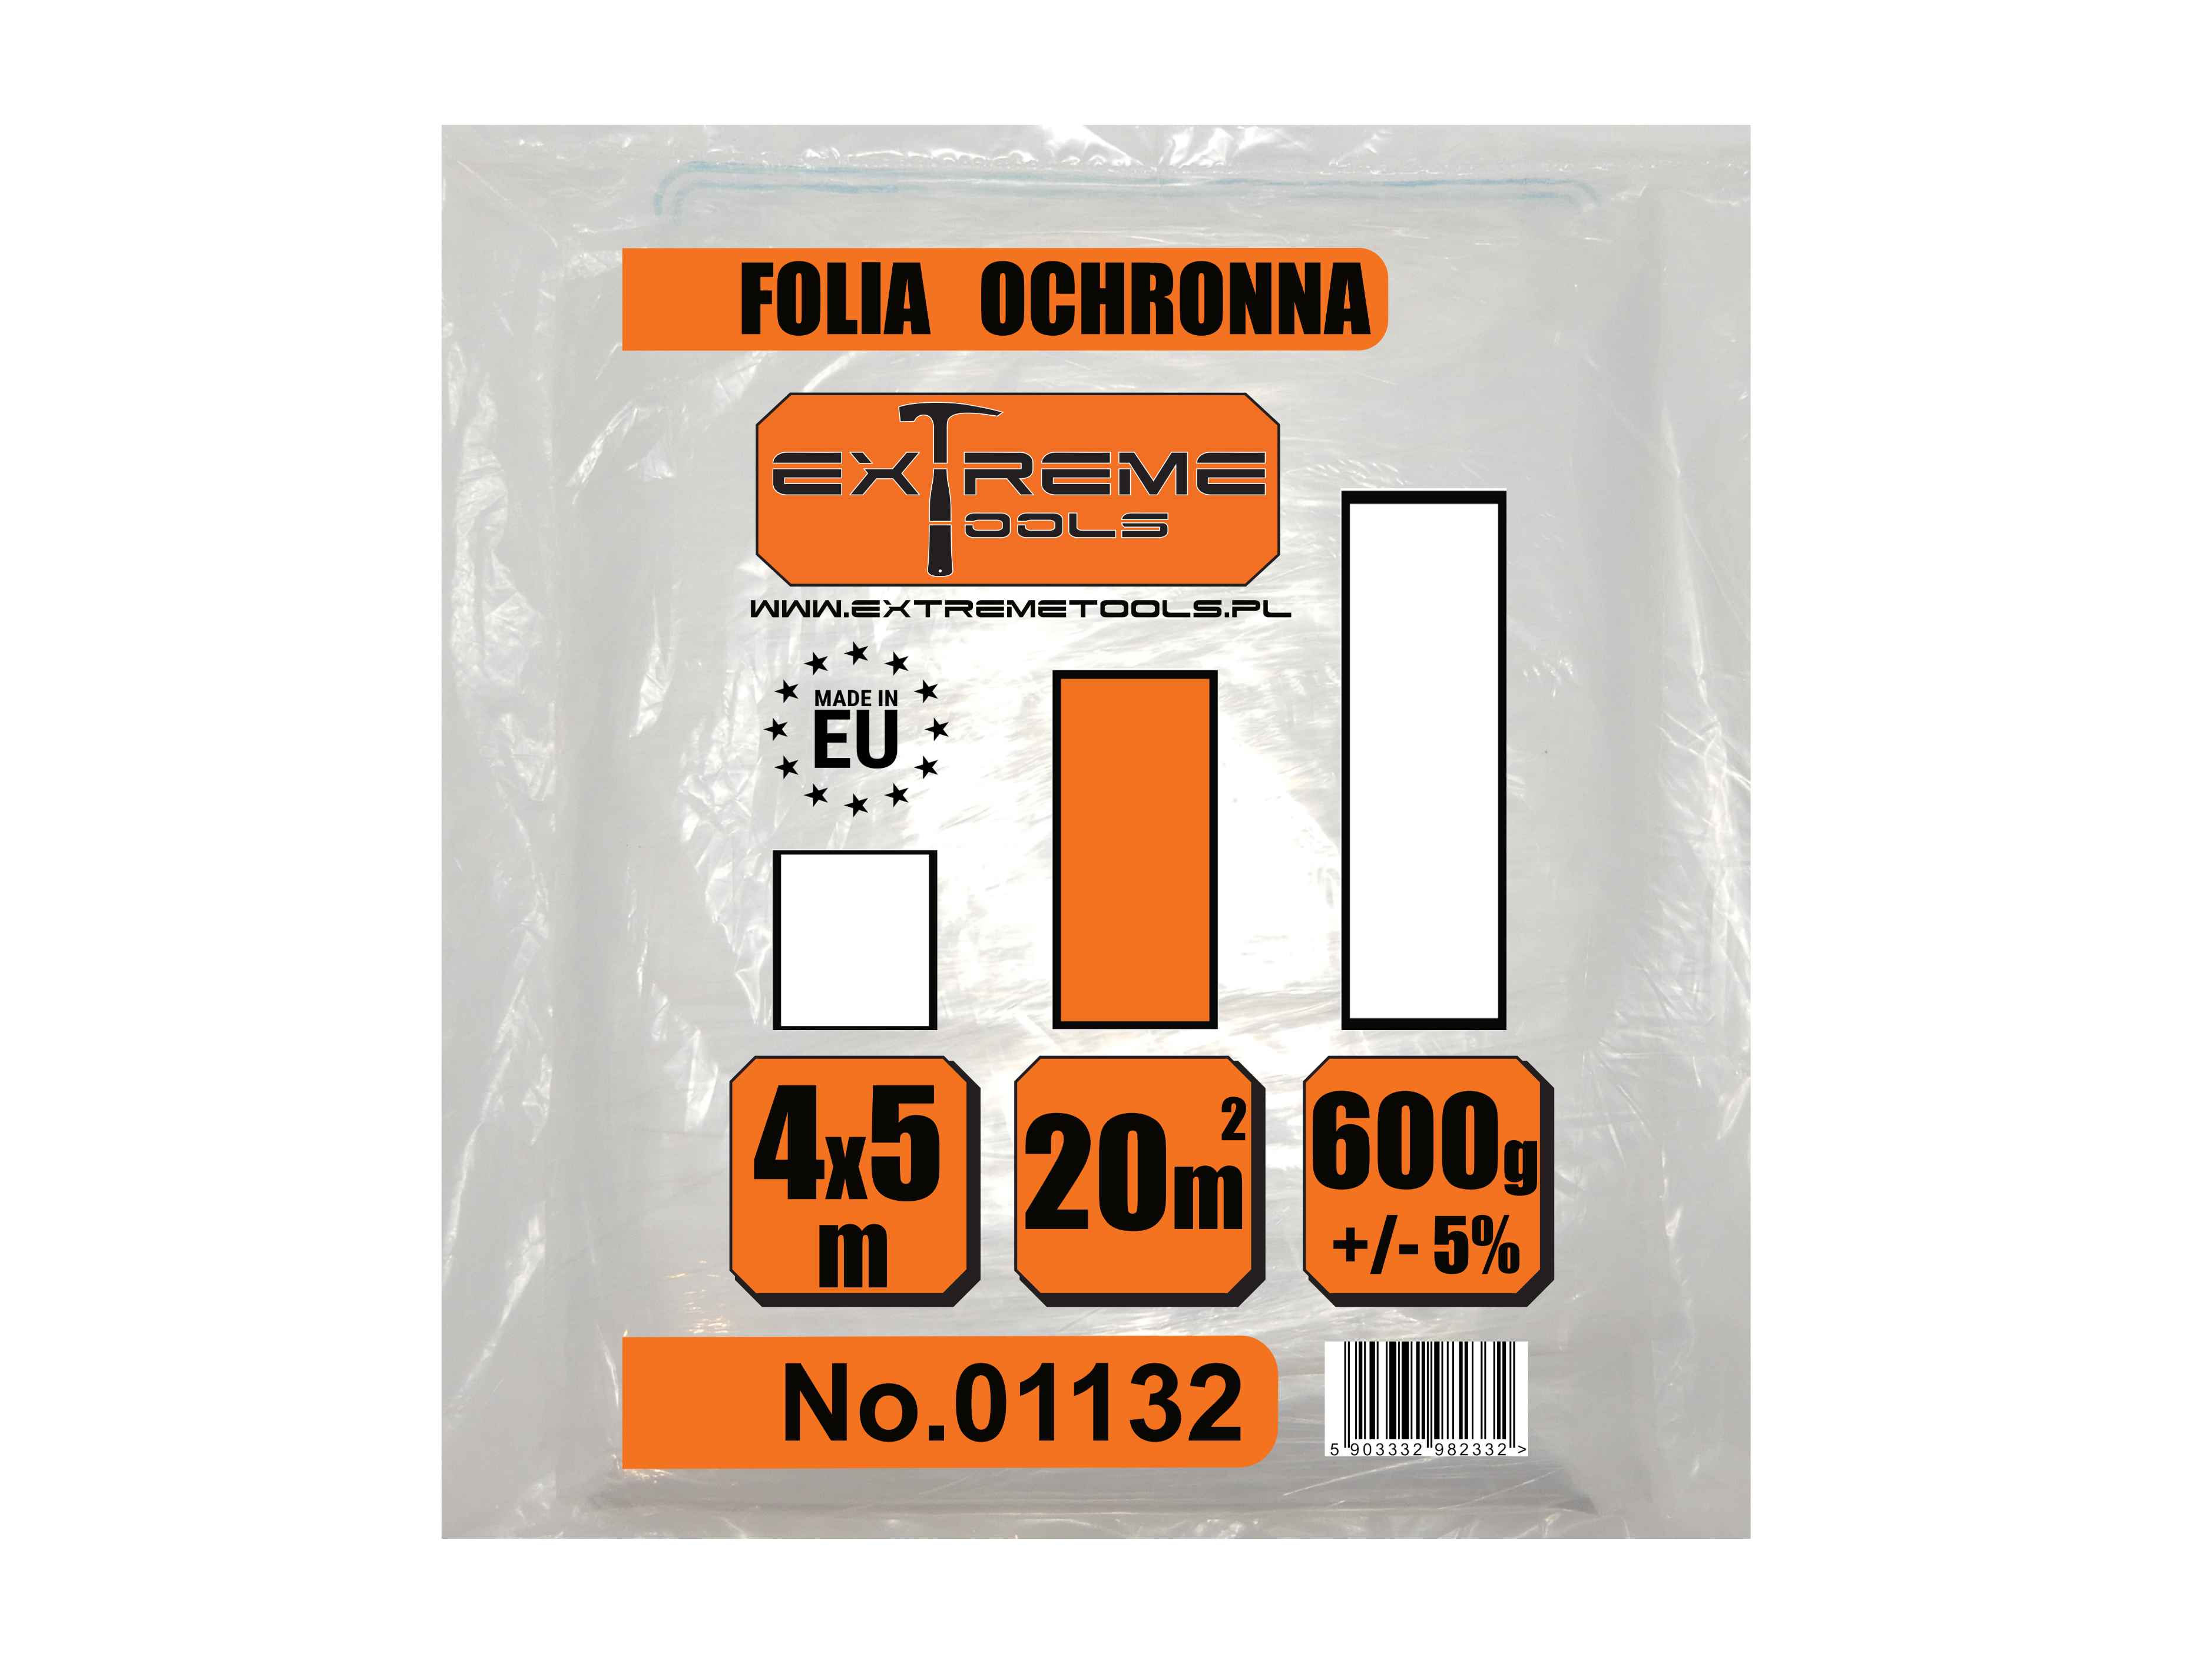 FOLIA OCHRONNA
EXTREME
TOOLS
WWW.EXTREMETOOLS.PL
MADE IN
EU
4x5
m
20m²
600g
+/- 5%
No.01132
5 903332 982332 >